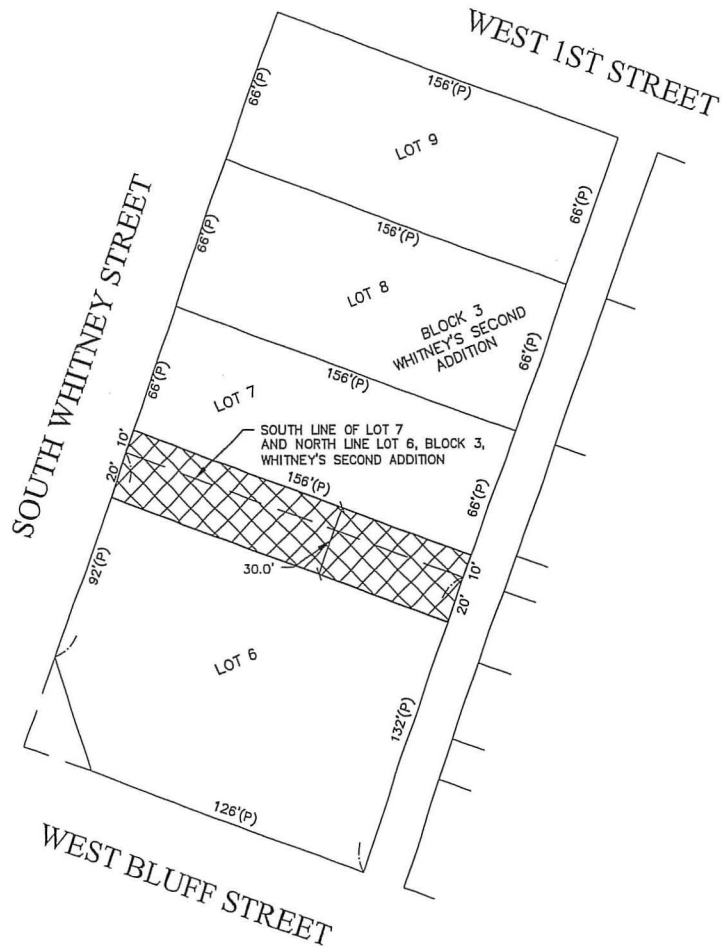 WEST 1ST STREET
156'(P)
66'(P)
LOT 9
66'(P)
156'(P)
66'(P)
LOT 8
BLOCK 3
WHITNEY'S SECOND
ADDITION
66'(P)
SOUTH WHITNEY STREET
156'(P)
66'(P)
LOT 7
SOUTH LINE OF LOT 7
AND NORTH LINE LOT 6, BLOCK 3,
WHITNEY'S SECOND ADDITION
10'
20'
156'(P)
66'(P)
30.0'
10'
20'
92'(P)
LOT 6
132'(P)
126'(P)
WEST BLUFF STREET